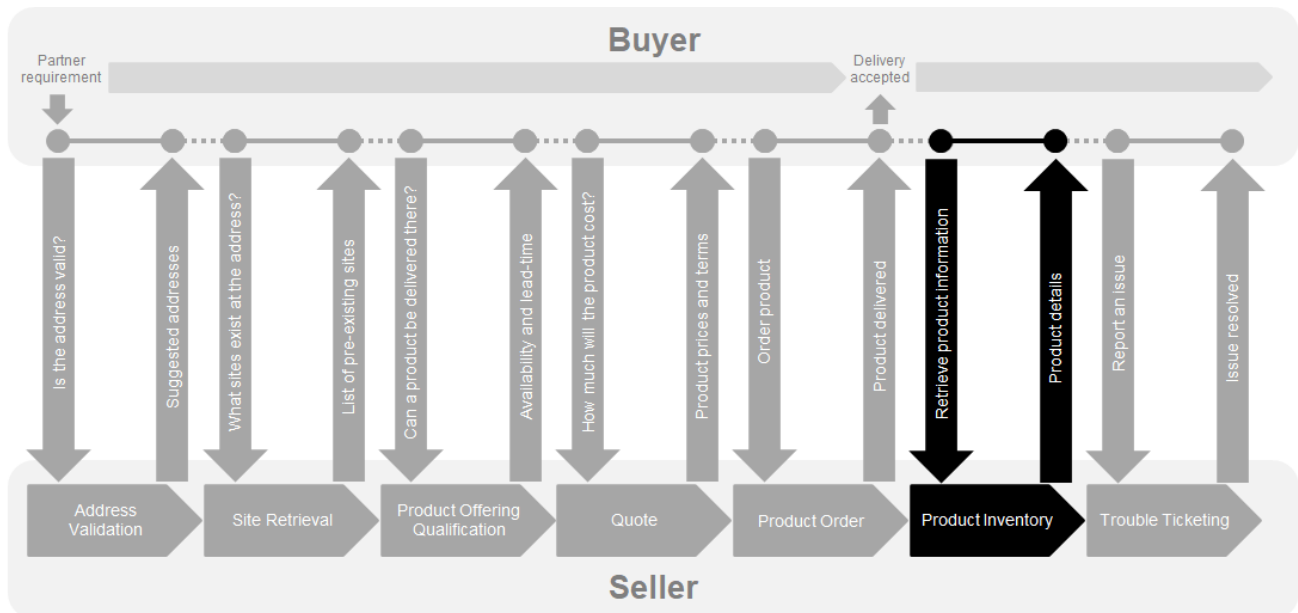 Buyer
Partner
requirement
Delivery
accepted
Is the address valid?
Suggested addresses
What sites exist at the address?
List of pre-existing sites
Can a product be delivered there?
Availability and lead-time
How much will the product cost?
Product prices and terms
Order product
Product delivered
Retrieve product information
Product details
Report an issue
Issue resolved
Address
Validation
Site Retrieval
Product Offering
Qualification
Quote
Product Order
Product Inventory
Trouble Ticketing
Seller